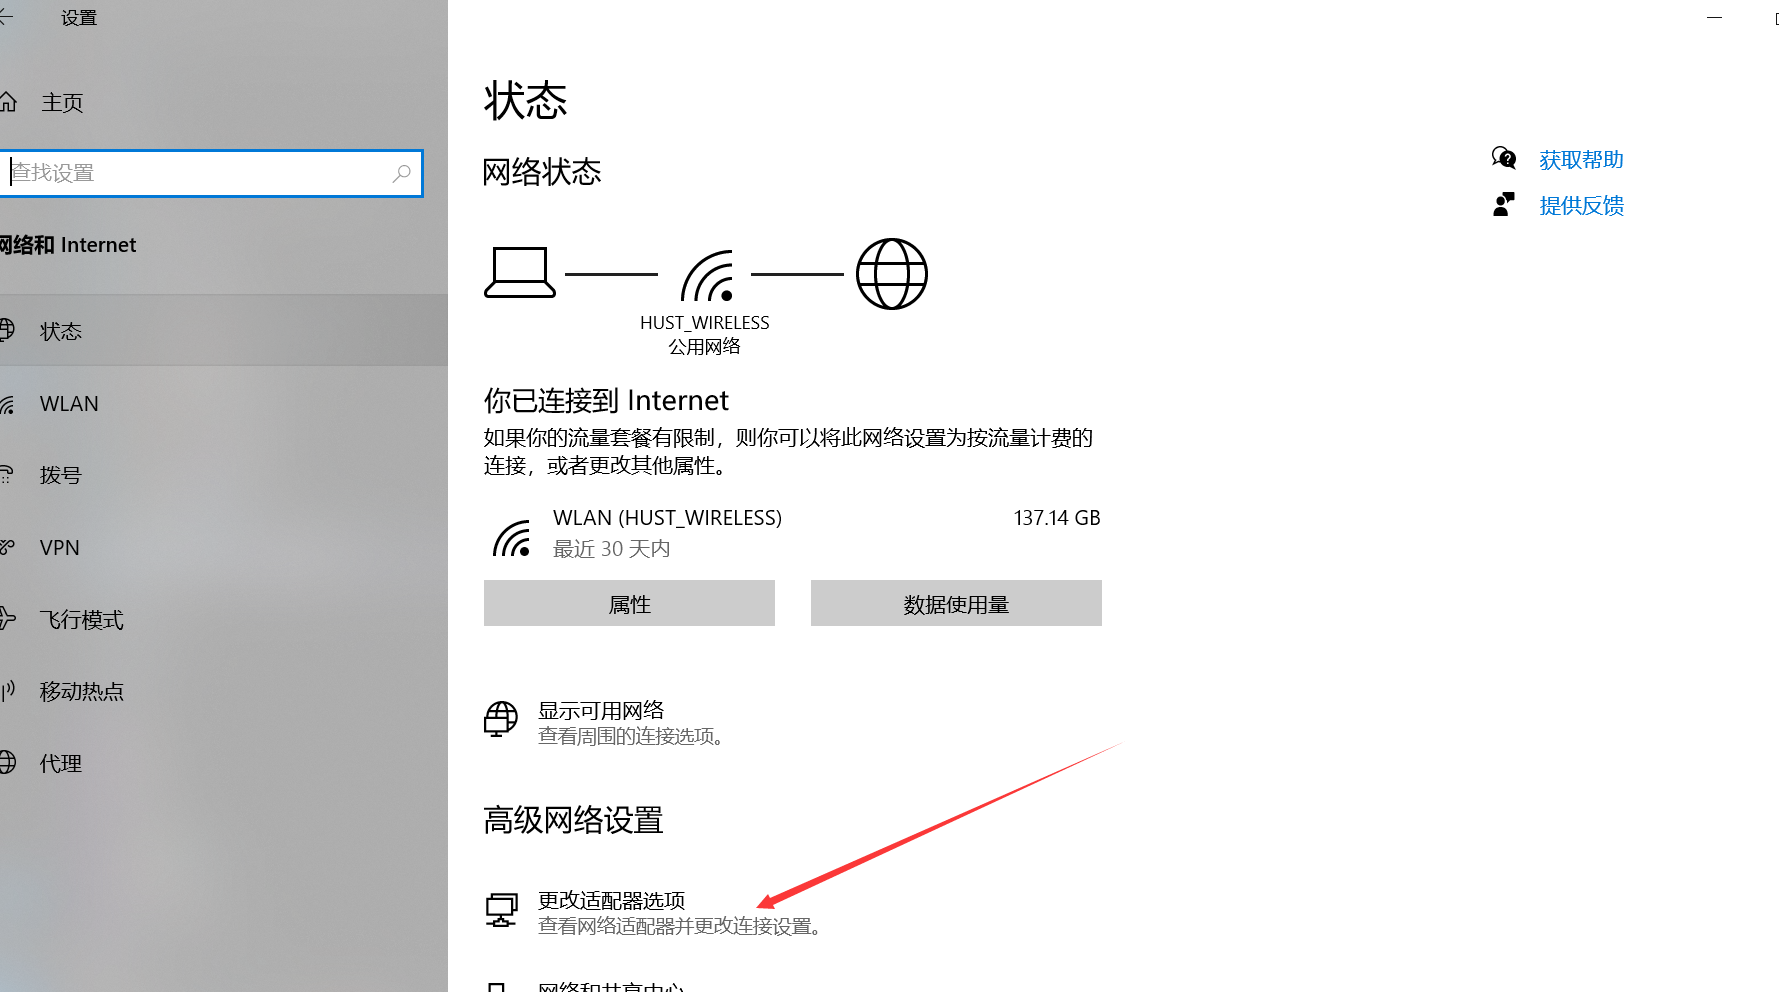 设置
主页
查找设置
网络和 Internet
状态
WLAN
拨号
VPN
飞行模式
移动热点
代理
状态
网络状态
HUST_WIRELESS
公用网络
你已连接到 Internet
如果你的流量套餐有限制，则你可以将此网络设置为按流量计费的
连接，或者更改其他属性。
WLAN (HUST_WIRELESS)
137.14 GB
最近 30 天内
属性
数据使用量
显示可用网络
查看周围的连接选项。
高级网络设置
更改适配器选项
查看网络适配器并更改连接设置。
网络和共享中心
获取帮助
提供反馈